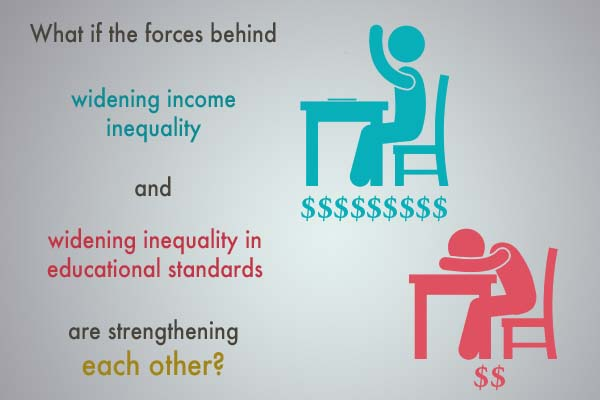 What if the forces behind
widening income
inequality
and
widening inequality in
educational standards
are strengthening
each other?
$$$$$$$$$
$$